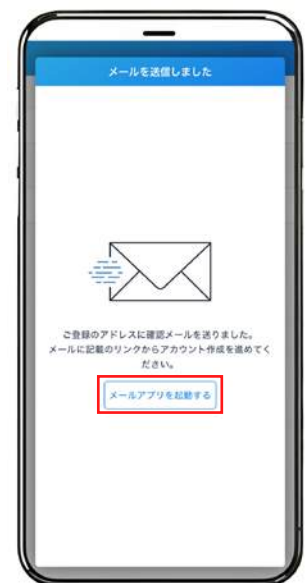 メールを送信しました
ご登録のアドレスに確認メールを送りました。
メールに記載のリンクからアカウント作成を進めてく
ださい。
メールアプリを起動する